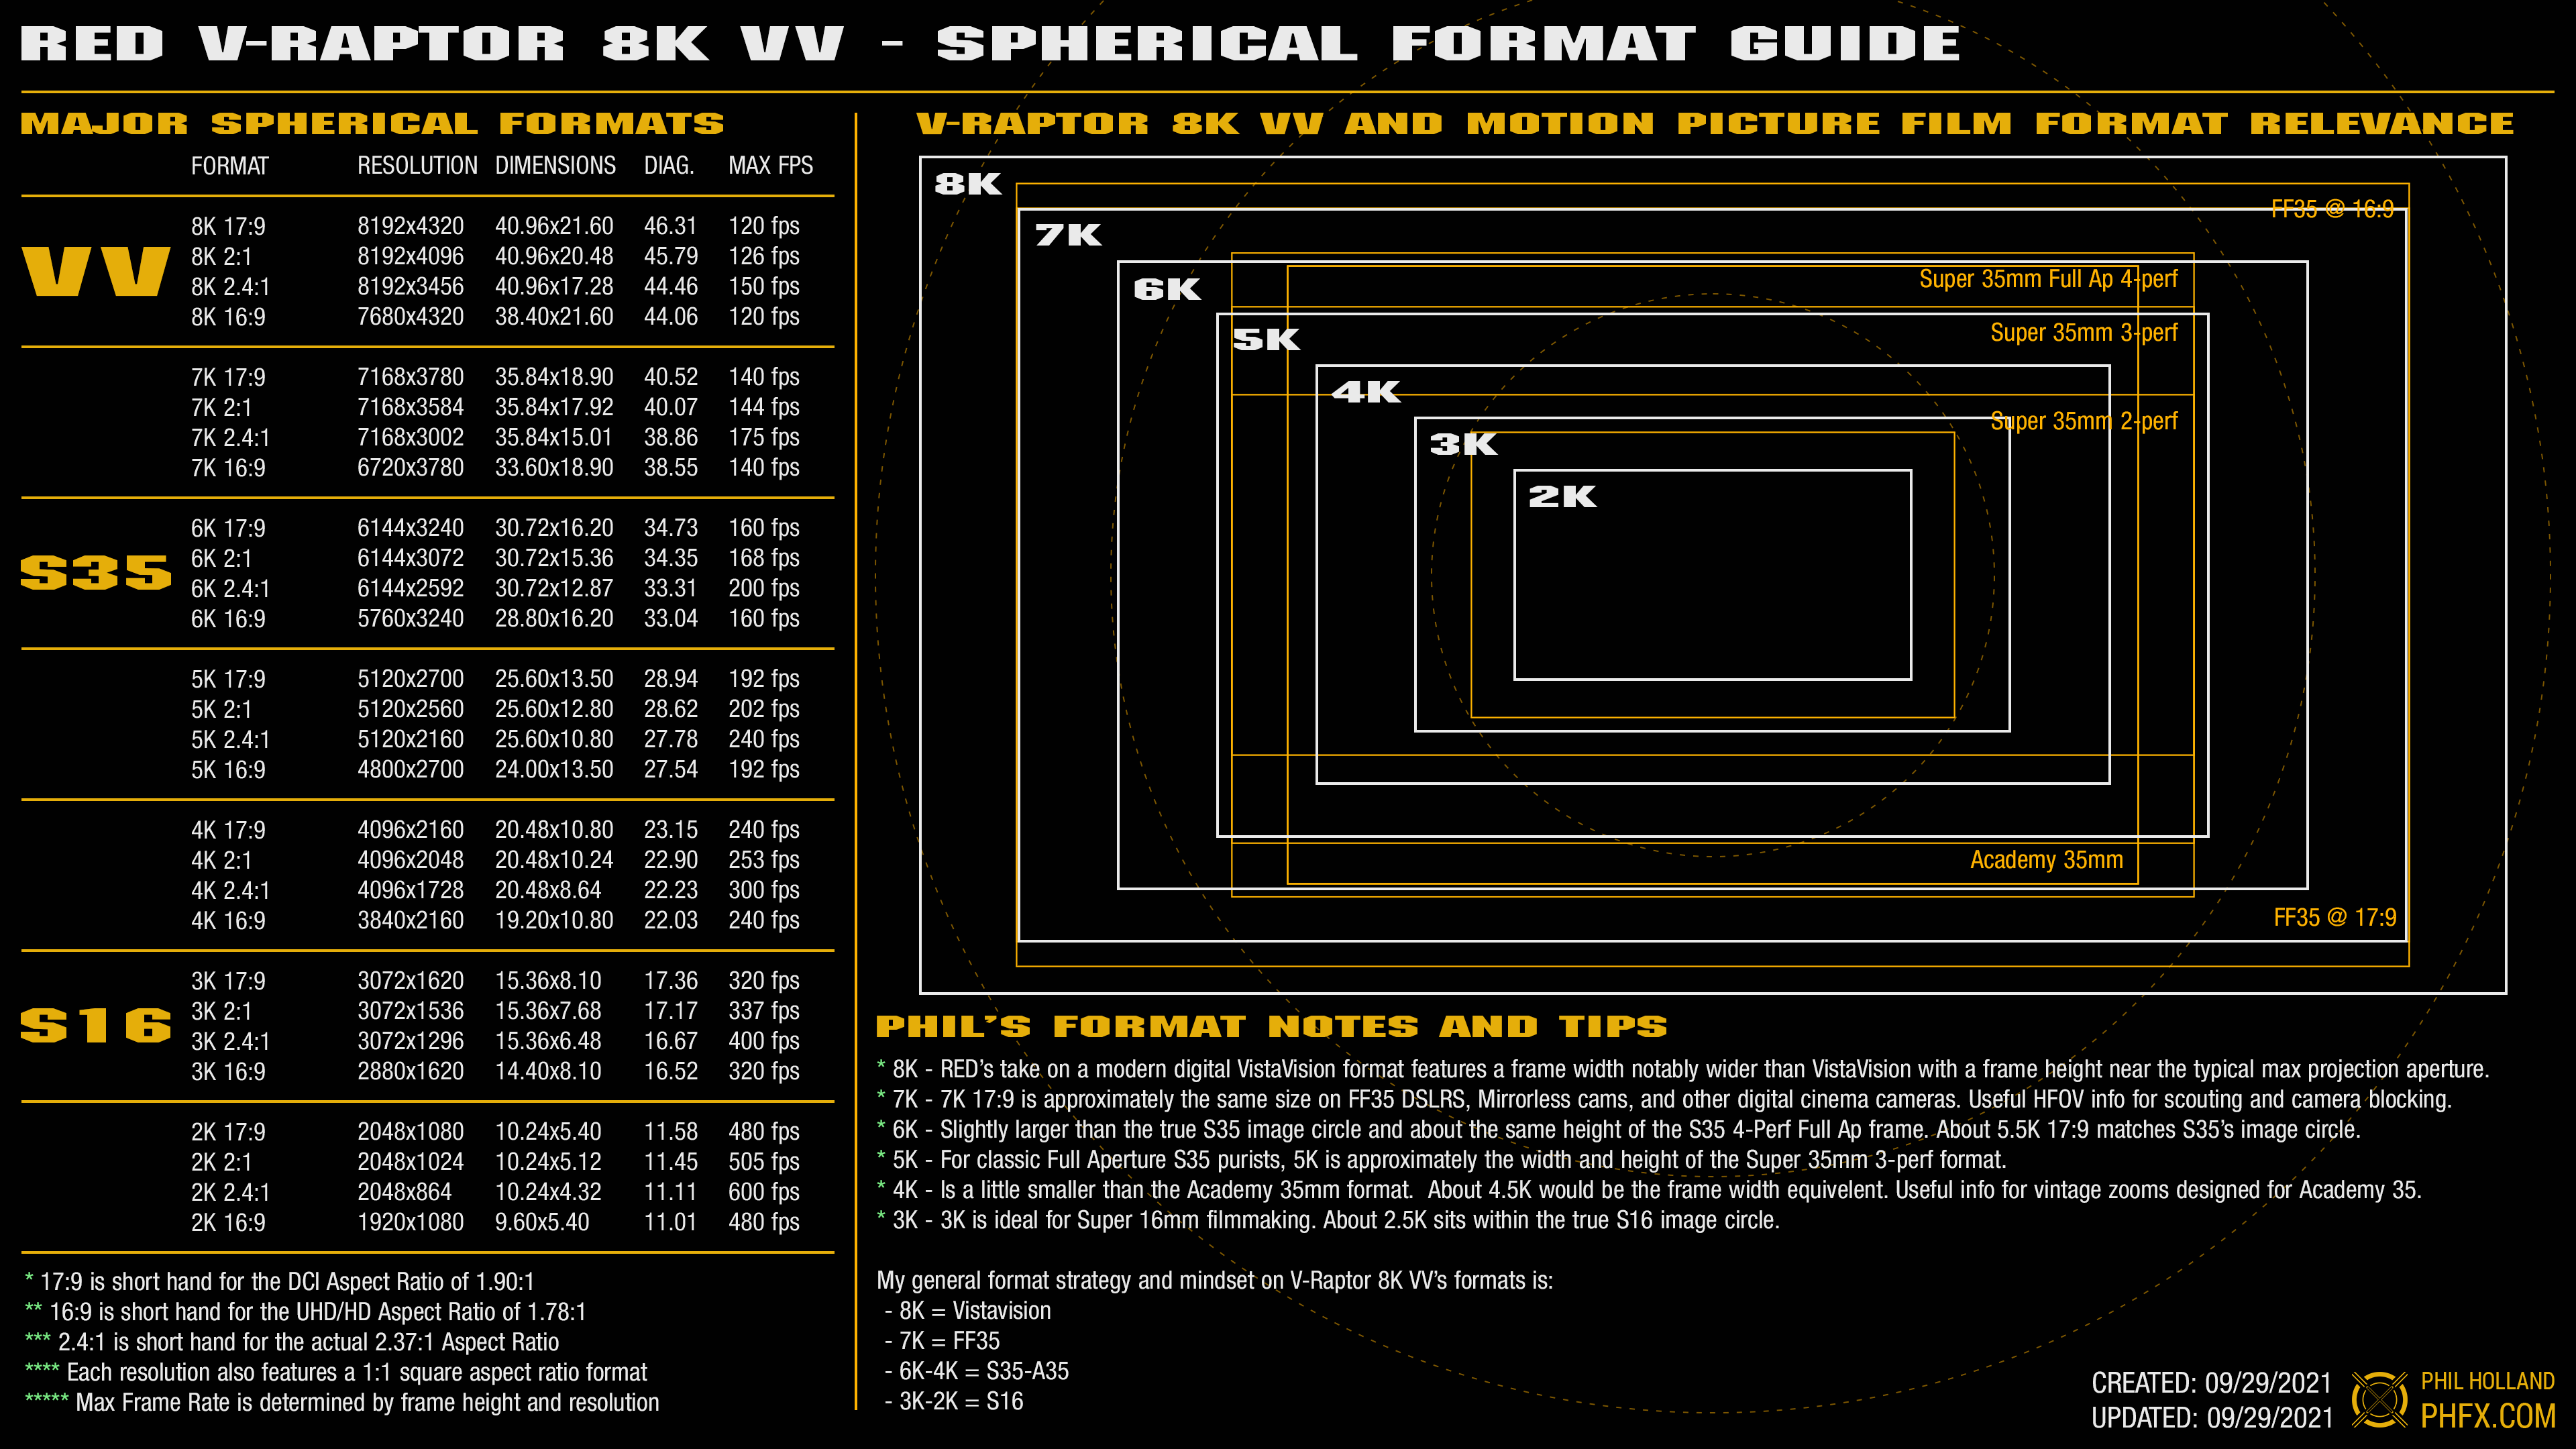 RED V-RAPTOR 8K VV - SPHERICAL FORMAT GUIDE
MAJOR SPHERICAL FORMATS
FORMAT RESOLUTION DIMENSIONS DIAG. MAX FPS
VV
8K 17:9 8192x4320 40.96x21.60 46.31 120 fps
8K 2:1 8192x4096 40.96x20.48 45.79 126 fps
8K 2.4:1 8192x3456 40.96x17.28 44.46 150 fps
8K 16:9 7680x4320 38.40x21.60 44.06 120 fps
7K 17:9 7168x3780 35.84x18.90 40.52 140 fps
7K 2:1 7168x3584 35.84x17.92 40.07 144 fps
7K 2.4:1 7168x3002 35.84x15.01 38.86 175 fps
7K 16:9 6720x3780 33.60x18.90 38.55 140 fps
S35
6K 17:9 6144x3240 30.72x16.20 34.73 160 fps
6K 2:1 6144x3072 30.72x15.36 34.35 168 fps
6K 2.4:1 6144x2592 30.72x12.87 33.31 200 fps
6K 16:9 5760x3240 28.80x16.20 33.04 160 fps
5K 17:9 5120x2700 25.60x13.50 28.94 192 fps
5K 2:1 5120x2560 25.60x12.80 28.62 202 fps
5K 2.4:1 5120x2160 25.60x10.80 27.78 240 fps
5K 16:9 4800x2700 24.00x13.50 27.54 192 fps
4K 17:9 4096x2160 20.48x10.80 23.15 240 fps
4K 2:1 4096x2048 20.48x10.24 22.90 253 fps
4K 2.4:1 4096x1728 20.48x8.64 22.23 300 fps
4K 16:9 3840x2160 19.20x10.80 22.03 240 fps
S16
3K 17:9 3072x1620 15.36x8.10 17.36 320 fps
3K 2:1 3072x1536 15.36x7.68 17.17 337 fps
3K 2.4:1 3072x1296 15.36x6.48 16.67 400 fps
3K 16:9 2880x1620 14.40x8.10 16.52 320 fps
2K 17:9 2048x1080 10.24x5.40 11.58 480 fps
2K 2:1 2048x1024 10.24x5.12 11.45 505 fps
2K 2.4:1 2048x864 10.24x4.32 11.11 600 fps
2K 16:9 1920x1080 9.60x5.40 11.01 480 fps
* 17:9 is short hand for the DCI Aspect Ratio of 1.90:1
** 16:9 is short hand for the UHD/HD Aspect Ratio of 1.78:1
*** 2.4:1 is short hand for the actual 2.37:1 Aspect Ratio
**** Each resolution also features a 1:1 square aspect ratio format
***** Max Frame Rate is determined by frame height and resolution
V-RAPTOR 8K VV AND MOTION PICTURE FILM FORMAT RELEVANCE
8K
FF35 @ 16:9
7K
6K
Super 35mm Full Ap 4-perf
5K
Super 35mm 3-perf
4K
Super 35mm 2-perf
3K
2K
Academy 35mm
FF35 @ 17:9
PHIL'S FORMAT NOTES AND TIPS
* 8K - RED's take on a modern digital VistaVision format features a frame width notably wider than VistaVision with a frame height near the typical max projection aperture.
* 7K - 7K 17:9 is approximately the same size on FF35 DSLRS, Mirrorless cams, and other digital cinema cameras. Useful HFOV info for scouting and camera blocking.
* 6K - Slightly larger than the true S35 image circle and about the same height of the S35 4-Perf Full Ap frame. About 5.5K 17:9 matches S35's image circle.
* 5K - For classic Full Aperture S35 purists, 5K is approximately the width and height of the Super 35mm 3-perf format.
* 4K - Is a little smaller than the Academy 35mm format. About 4.5K would be the frame width equivelent. Useful info for vintage zooms designed for Academy 35.
* 3K - 3K is ideal for Super 16mm filmmaking. About 2.5K sits within the true S16 image circle.
My general format strategy and mindset on V-Raptor 8K VV's formats is:
- 8K = Vistavision
- 7K = FF35
- 6K-4K = S35-A35
- 3K-2K = S16
CREATED: 09/29/2021
UPDATED: 09/29/2021
PHIL HOLLAND
PHFX.COM